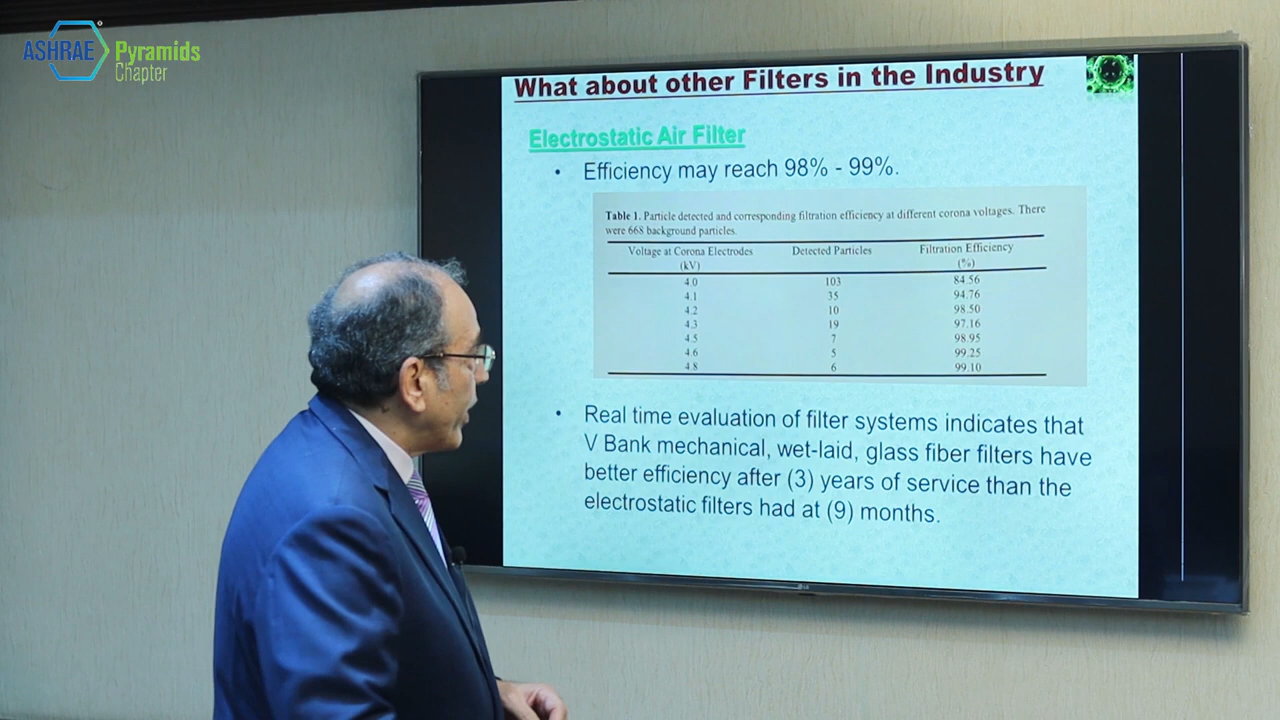 ASHRAE Pyramids
Chapter
What about other Filters in the Industry
Electrostatic Air Filter
• Efficiency may reach 98% - 99%.
Table 1. Particle detected and corresponding filtration efficiency at different corona voltages. There
were 668 background particles.
Voltage at Corona Electrodes Detected Particles Filtration Efficiency
(kV) (%)
4.0 103 84.56
4.1 35 94.76
4.2 10 98.50
4.3 19 97.16
4.5 7 98.95
4.6 5 99.25
4.8 6 99.10
• Real time evaluation of filter systems indicates that
V Bank mechanical, wet-laid, glass fiber filters have
better efficiency after (3) years of service than the
electrostatic filters had at (9) months.